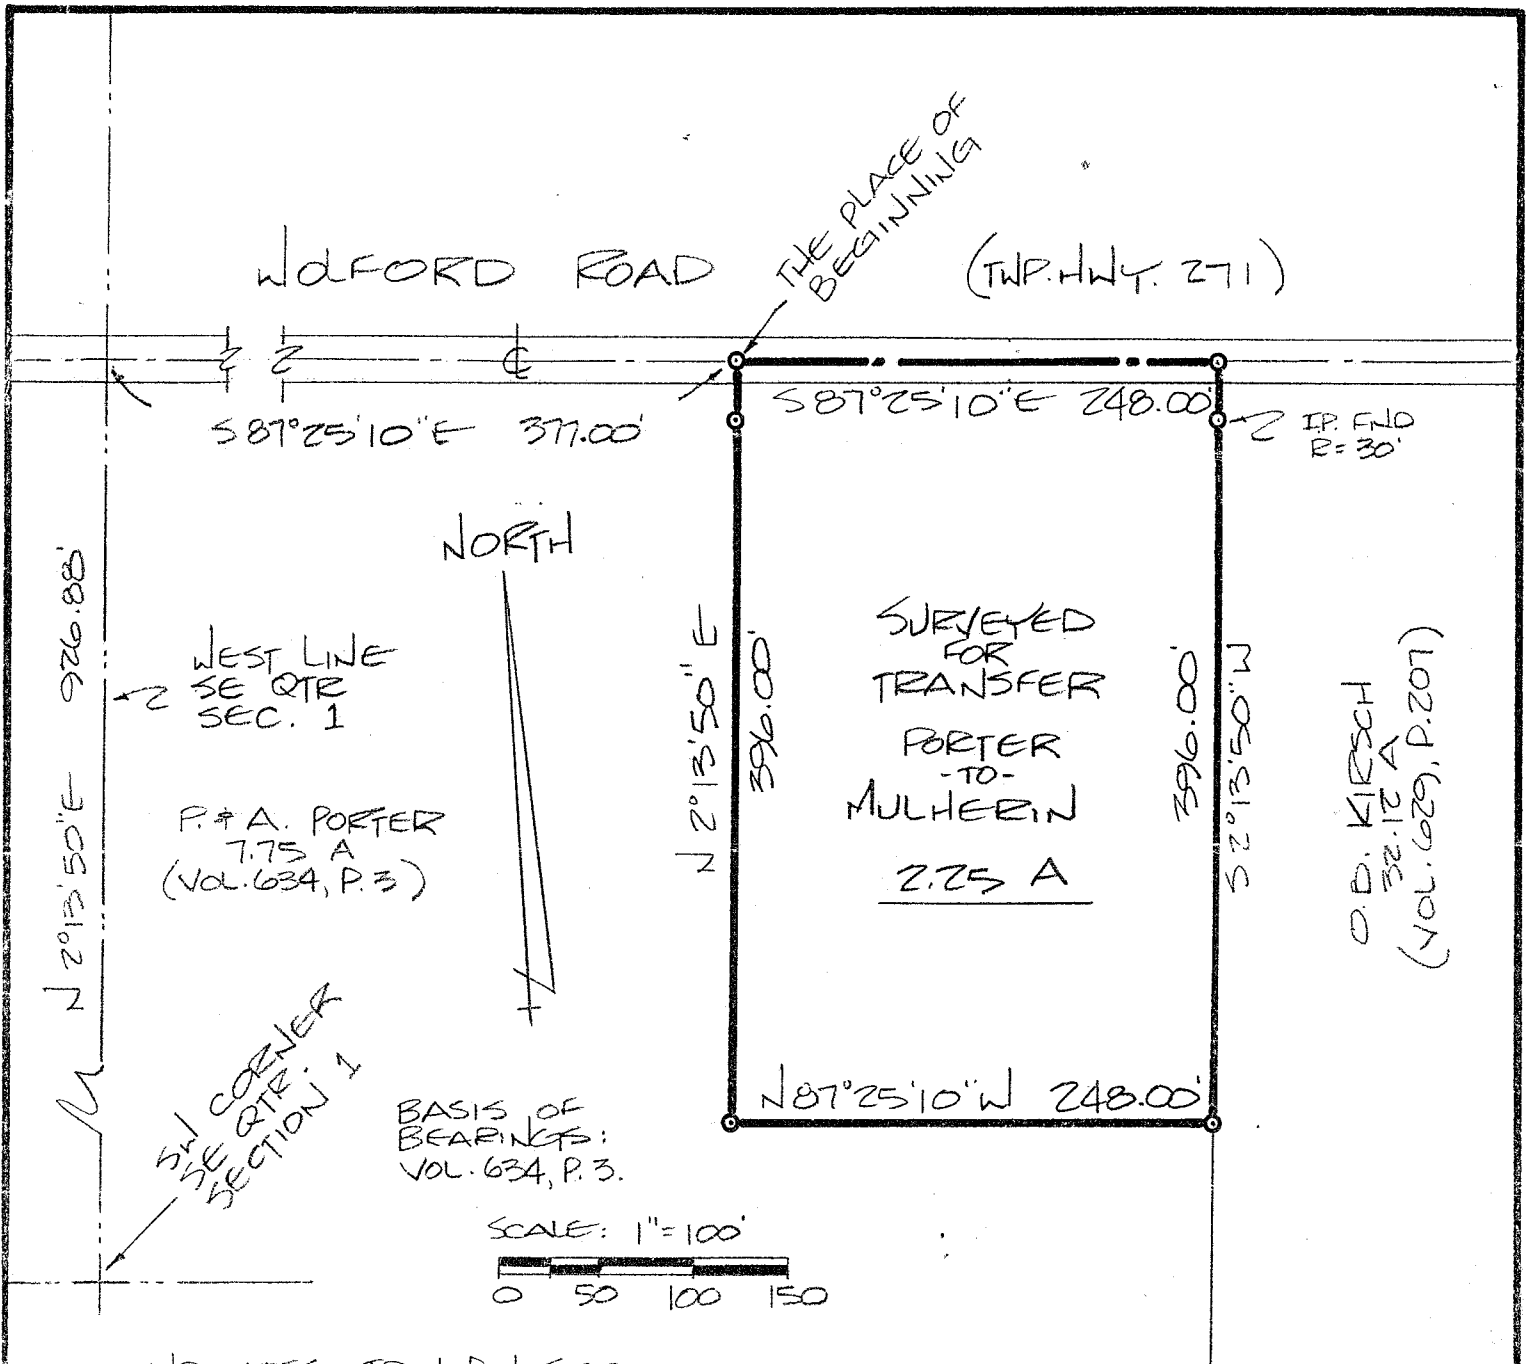 THE PLACE OF
BEGINNING
WOLFORD ROAD (TWP. HWY. 271)
S 87°25'10"E 377.00'
S 87°25'10"E 248.00'
I.P. FND
R=30'
NORTH
N 2°13'50"E 926.88'
WEST LINE
SE QTR
SEC. 1
P. & A. PORTER
7.75 A
(VOL. 634, P. 3)
N 2°13'50"E
396.00'
SURVEYED
FOR
TRANSFER
PORTER
-TO-
MULHERIN
2.25 A
396.00'
S 2°13'50"W
O.D. KIRSCH
32.12 A
(VOL. 629, P. 207)
SW CORNER
SE QTR.
SECTION 1
BASIS OF
BEARINGS:
VOL. 634, P. 3.
N 87°25'10"W 248.00'
SCALE: 1"=100'
0 50 100 150